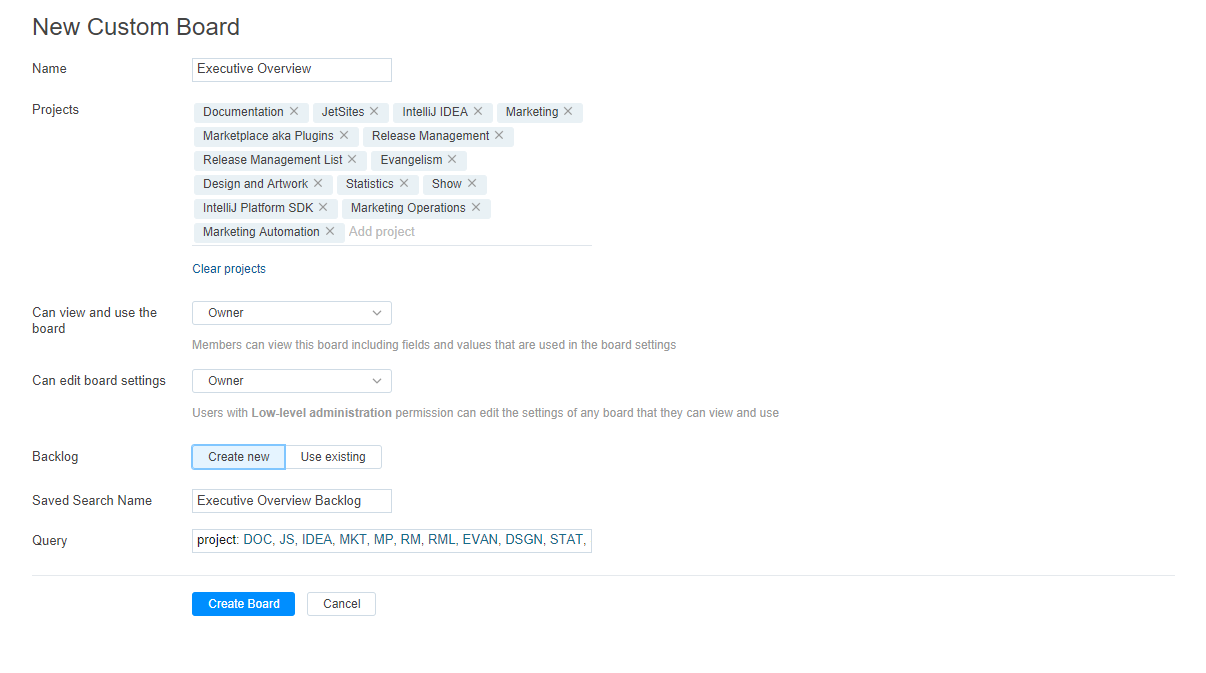 New Custom Board
Name
Executive Overview
Projects
Documentation JetSites IntelliJ IDEA Marketing
Marketplace aka Plugins Release Management
Release Management List Evangelism
Design and Artwork Statistics Show
IntelliJ Platform SDK Marketing Operations
Marketing Automation Add project
Clear projects
Can view and use the
board
Owner
Members can view this board including fields and values that are used in the board settings
Can edit board settings
Owner
Users with Low-level administration permission can edit the settings of any board that they can view and use
Backlog
Create new Use existing
Saved Search Name
Executive Overview Backlog
Query
project: DOC, JS, IDEA, MKT, MP, RM, RML, EVAN, DSGN, STAT,
Create Board Cancel